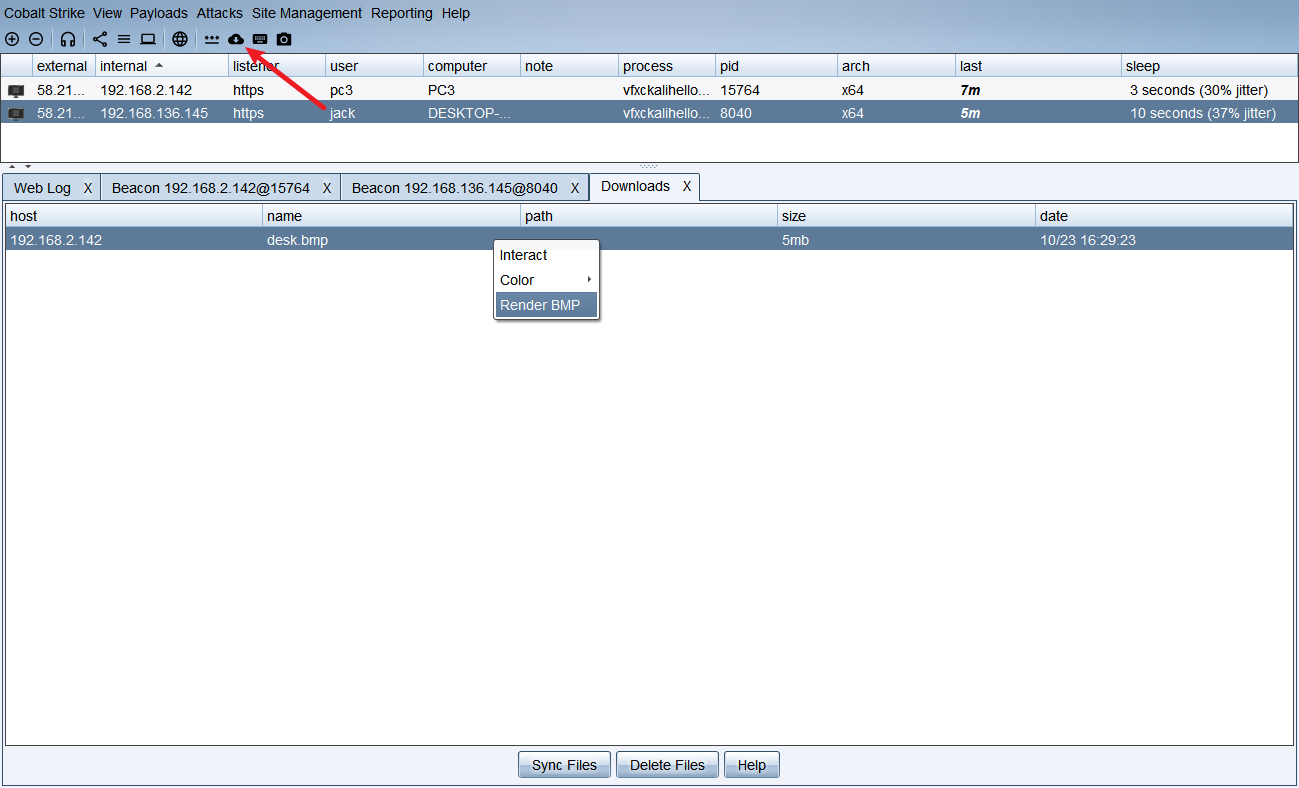 Cobalt Strike View Payloads Attacks Site Management Reporting Help
external internal listener user computer note process pid arch last sleep
58.21... 192.168.2.142 https pc3 PC3 vfxckalihello... 15764 x64 7m 3 seconds (30% jitter)
58.21... 192.168.136.145 https jack DESKTOP-... vfxckalihello... 8040 x64 5m 10 seconds (37% jitter)
Web Log X Beacon 192.168.2.142@15764 X Beacon 192.168.136.145@8040 X Downloads X
host name path size date
192.168.2.142 desk.bmp 5mb 10/23 16:29:23
Interact
Color
Render BMP
Sync Files Delete Files Help